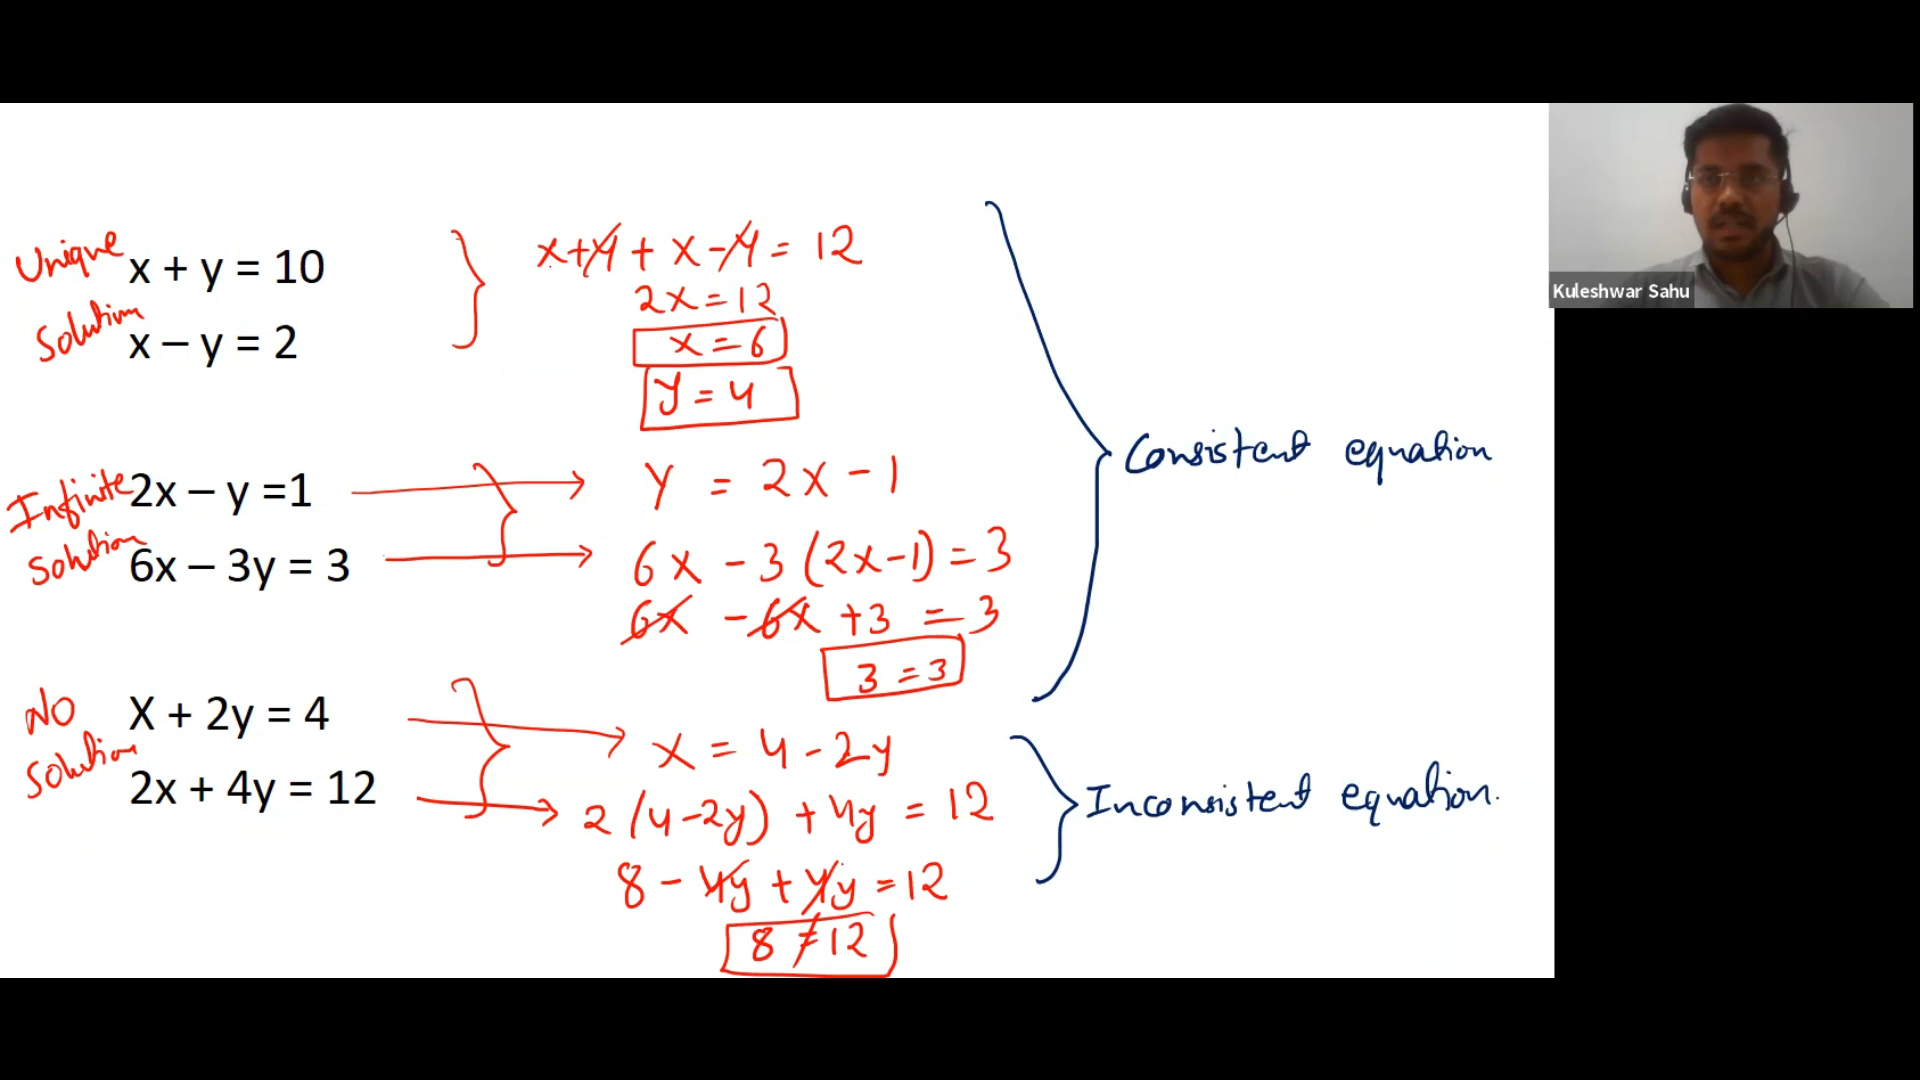 Unique
Solution
x + y = 10
x – y = 2
x+y + x-y = 12
2x = 12
x = 6
y = 4
Infinite
Solution
2x – y =1
6x – 3y = 3
y = 2x - 1
6x - 3 (2x-1) = 3
6x - 6x + 3 = 3
3 = 3
Consistent equation
NO
Solution
X + 2y = 4
2x + 4y = 12
x = 4 - 2y
2 (4-2y) + 4y = 12
8 - 4y + 4y = 12
8 ≠ 12
Inconsistent equation.
Kuleshwar Sahu